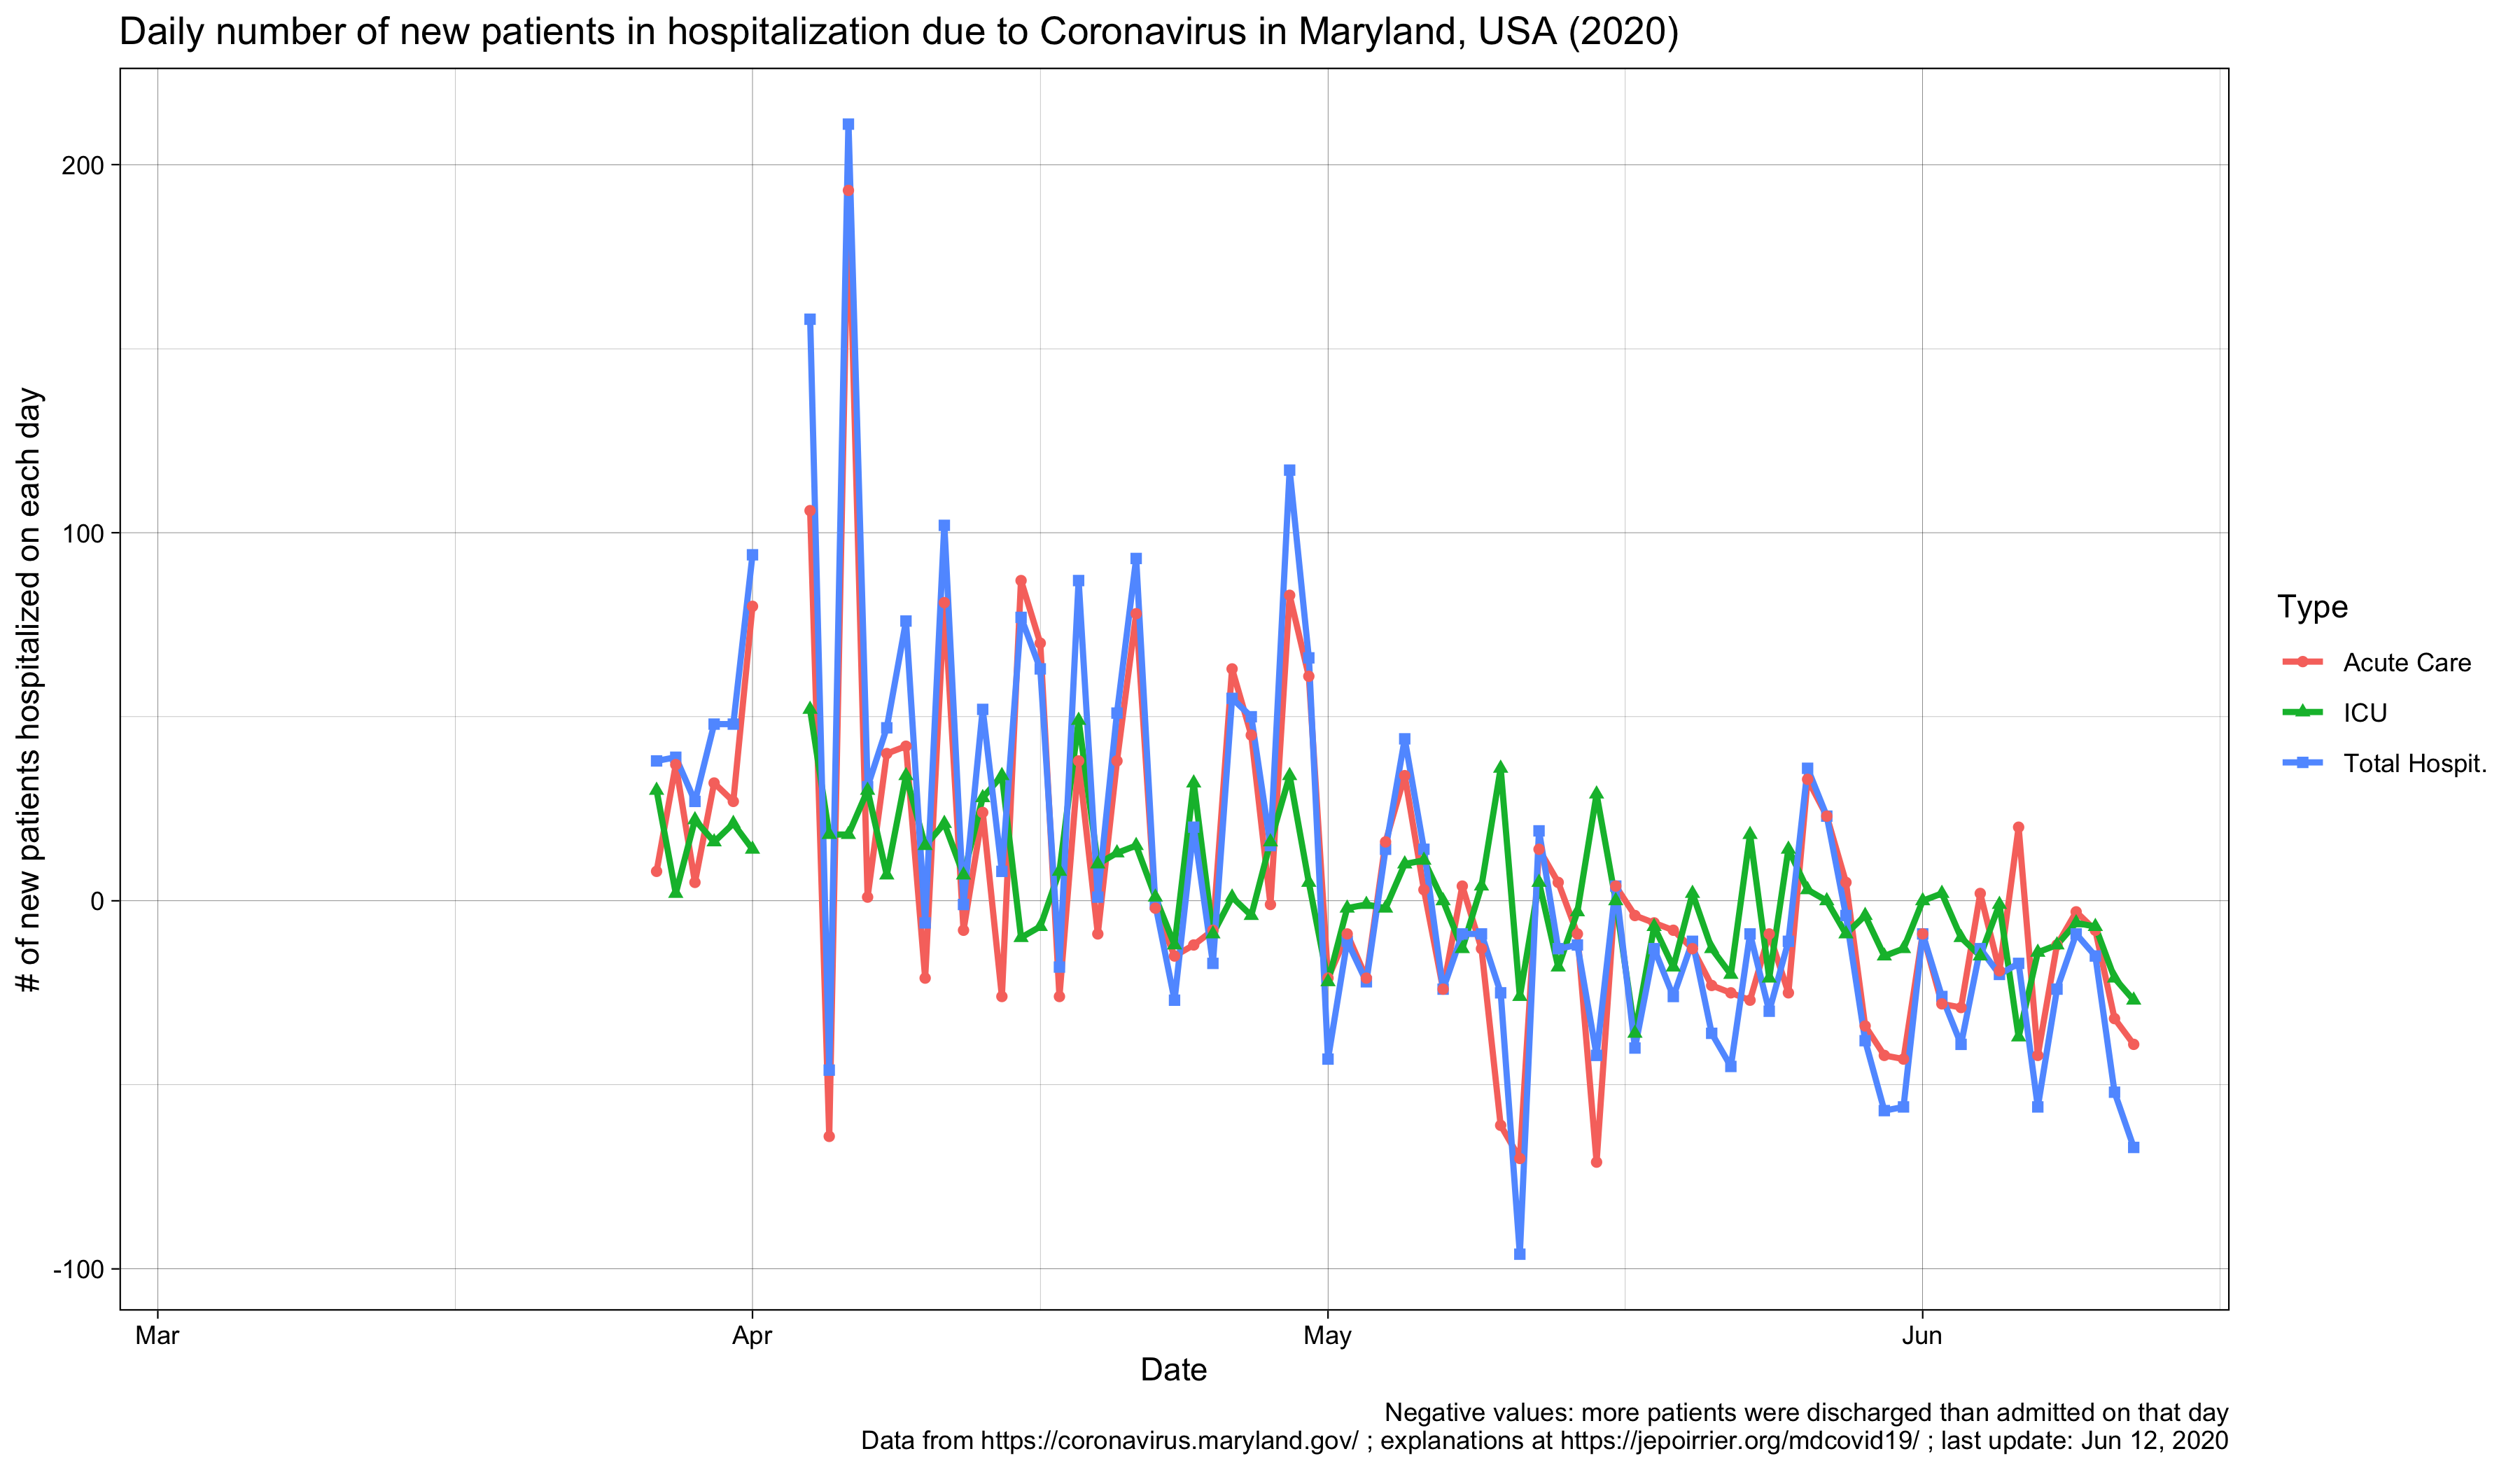 Daily number of new patients in hospitalization due to Coronavirus in Maryland, USA (2020)
# of new patients hospitalized on each day
200
100
0
-100
Mar
Apr
May
Jun
Date
Type
Acute Care
ICU
Total Hospit.
Negative values: more patients were discharged than admitted on that day
Data from https://coronavirus.maryland.gov/ ; explanations at https://jepoirrier.org/mdcovid19/ ; last update: Jun 12, 2020